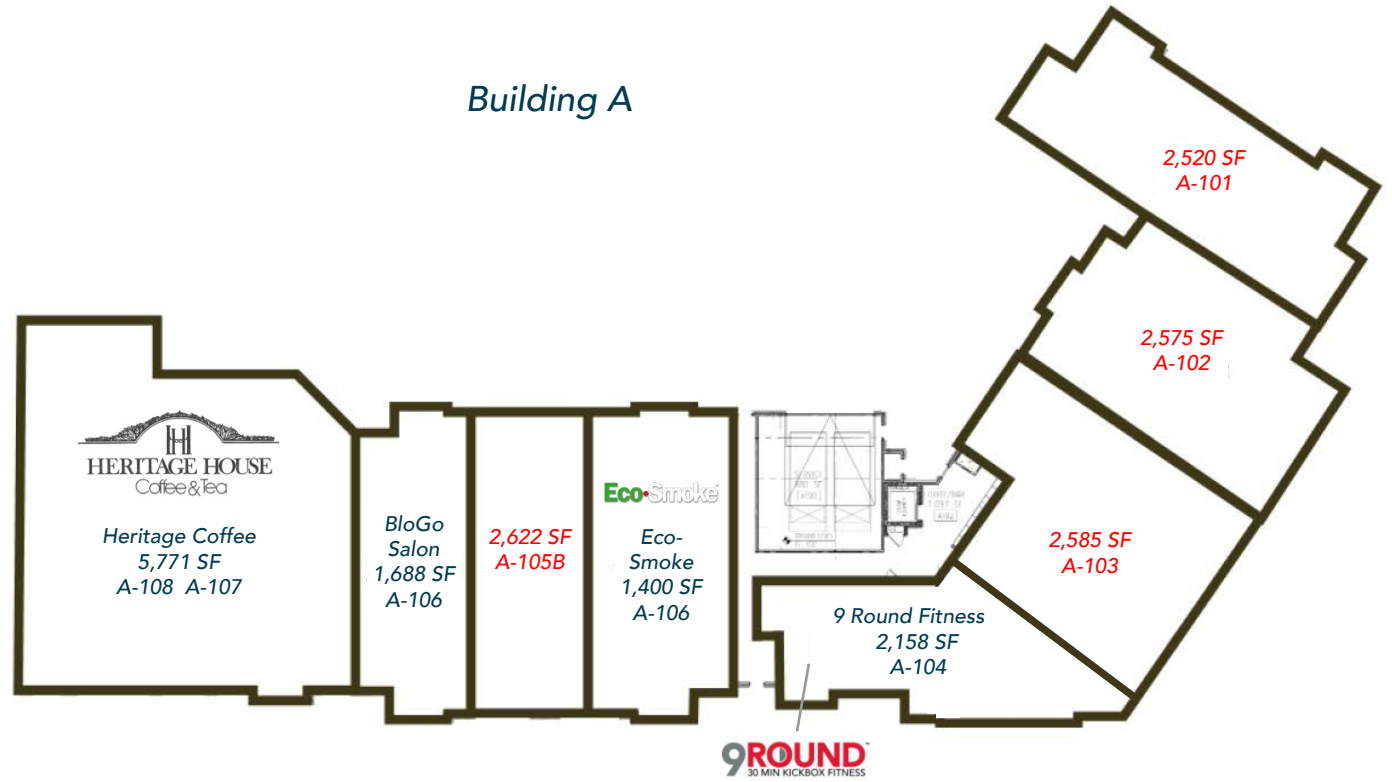 Building A
2,520 SF
A-101
2,575 SF
A-102
HERITAGE HOUSE
Coffee & Tea
Heritage Coffee
5,771 SF
A-108 A-107
BloGo
Salon
1,688 SF
A-106
2,622 SF
A-105B
Eco•Smoke
Eco-
Smoke
1,400 SF
A-106
2,585 SF
A-103
9 Round Fitness
2,158 SF
A-104
9ROUND
30 MIN KICKBOX FITNESS